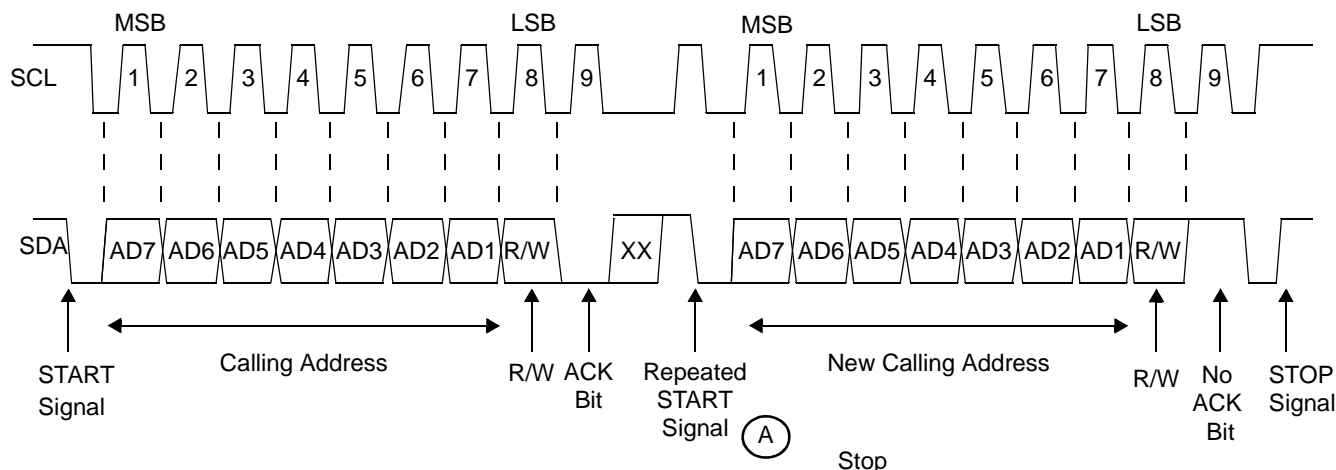 MSB LSB MSB LSB
SCL 1 2 3 4 5 6 7 8 9 1 2 3 4 5 6 7 8 9
SDA AD7 AD6 AD5 AD4 AD3 AD2 AD1 R/W XX AD7 AD6 AD5 AD4 AD3 AD2 AD1 R/W
START
Signal
Calling Address
R/W
ACK
Bit
Repeated
START
Signal
A
New Calling Address
R/W
No
ACK
Bit
STOP
Signal
Stop